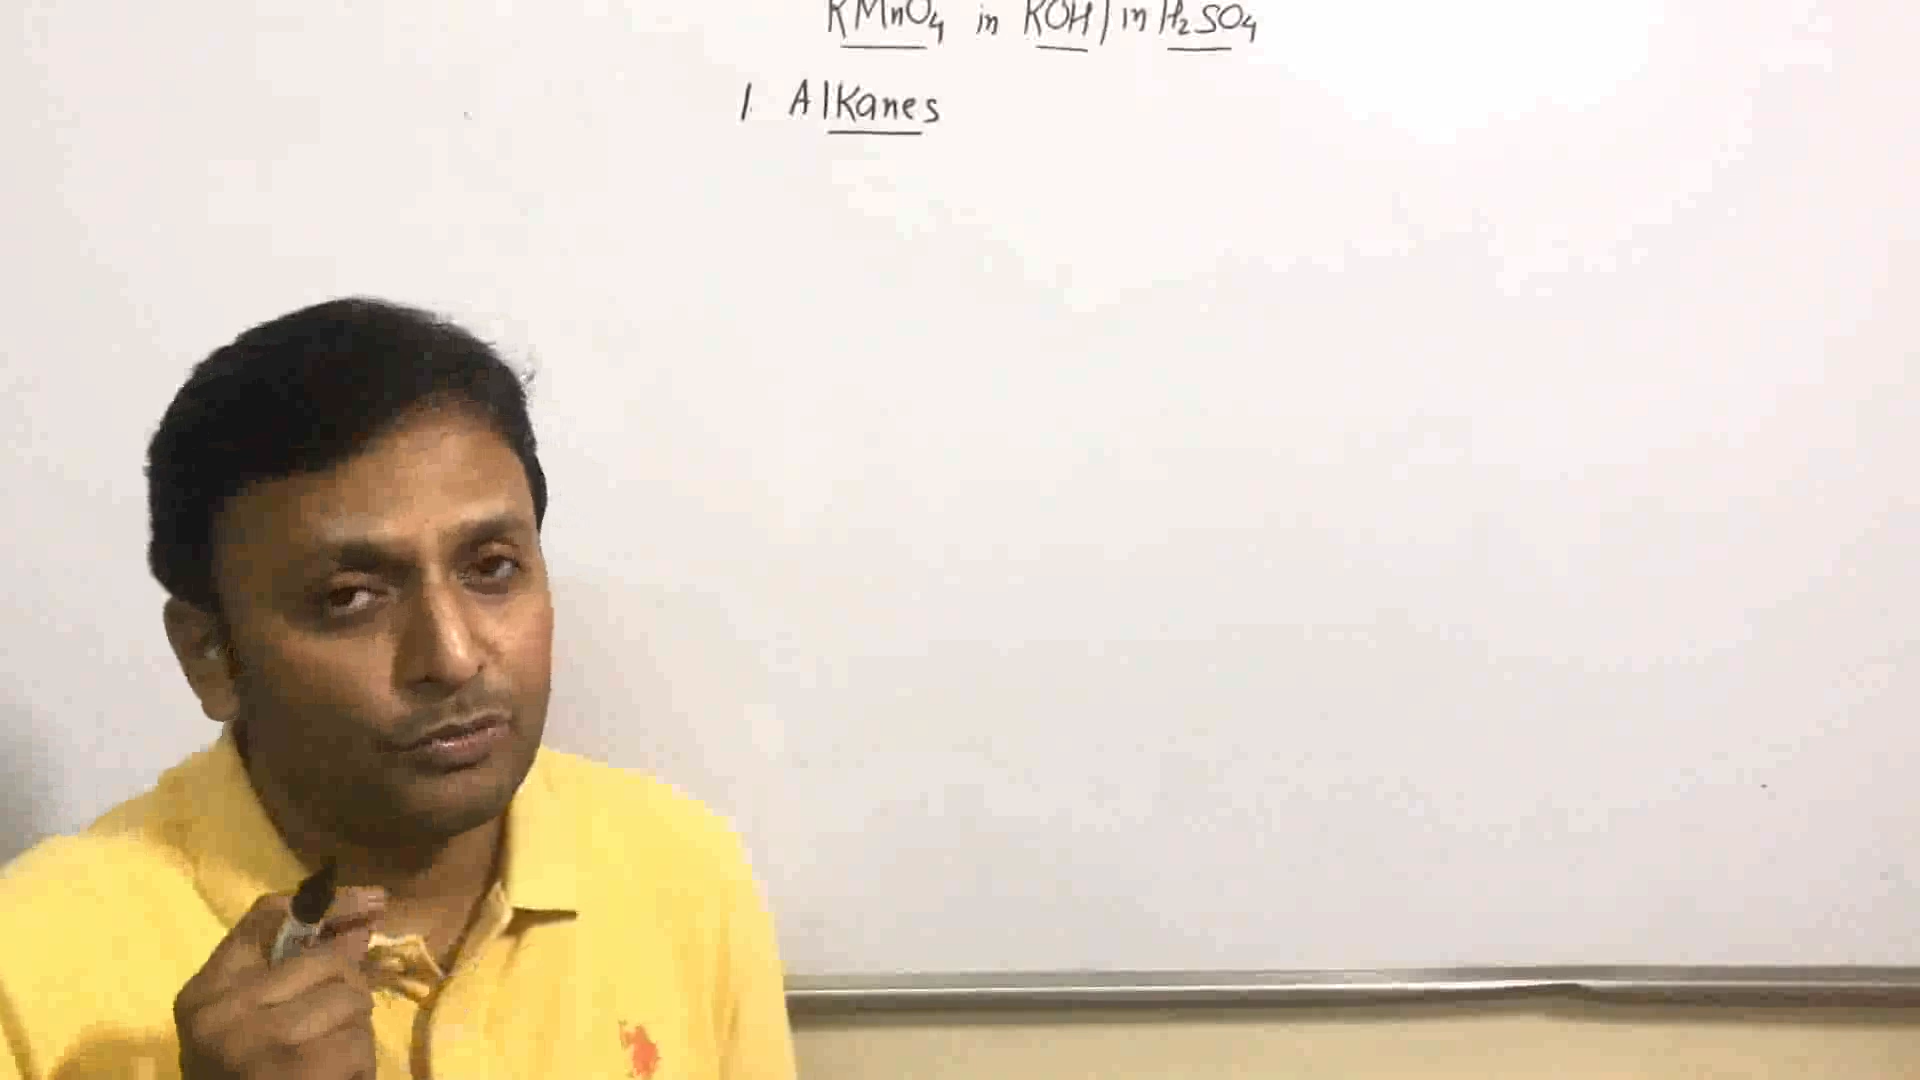 KMnO₄ in KOH / in H₂SO₄
1. Alkanes